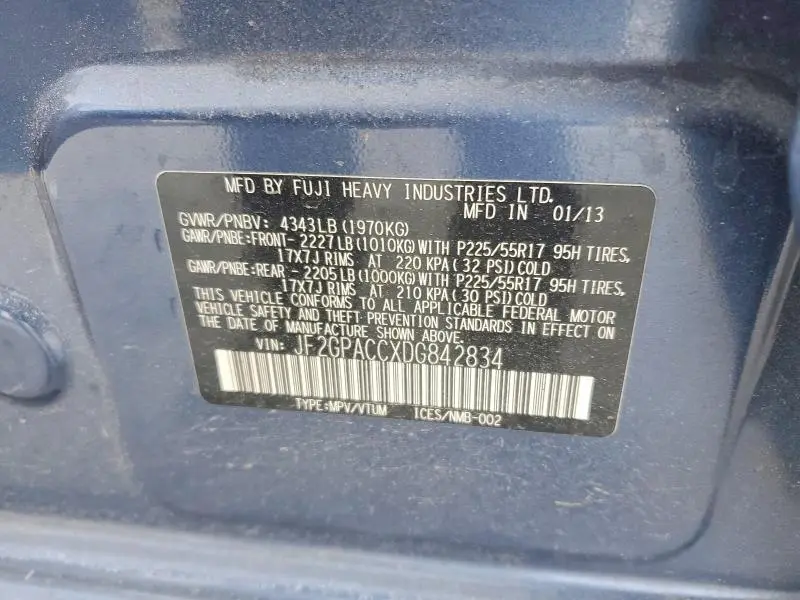 MFD BY FUJI HEAVY INDUSTRIES LTD.
MFD IN 01/13
GVWR/PNBV: 4343LB (1970KG)
GAWR/PNBE:FRONT- 2227LB (1010KG) WITH P225/55R17 95H TIRES,
17X7J RIMS AT 220 KPA( 32 PSI) COLD
GAWR/PNBE:REAR - 2205LB (1000KG) WITH P225/55R17 95H TIRES,
17X7J RIMS AT 210 KPA( 30 PSI) COLD
THIS VEHICLE CONFORMS TO ALL APPLICABLE FEDERAL MOTOR
VEHICLE SAFETY AND THEFT PREVENTION STANDARDS IN EFFECT ON
THE DATE OF MANUFACTURE SHOWN ABOVE.
VIN: JF2GPACCXDG842834
TYPE:MPV/VTUM ICES/NMB-002